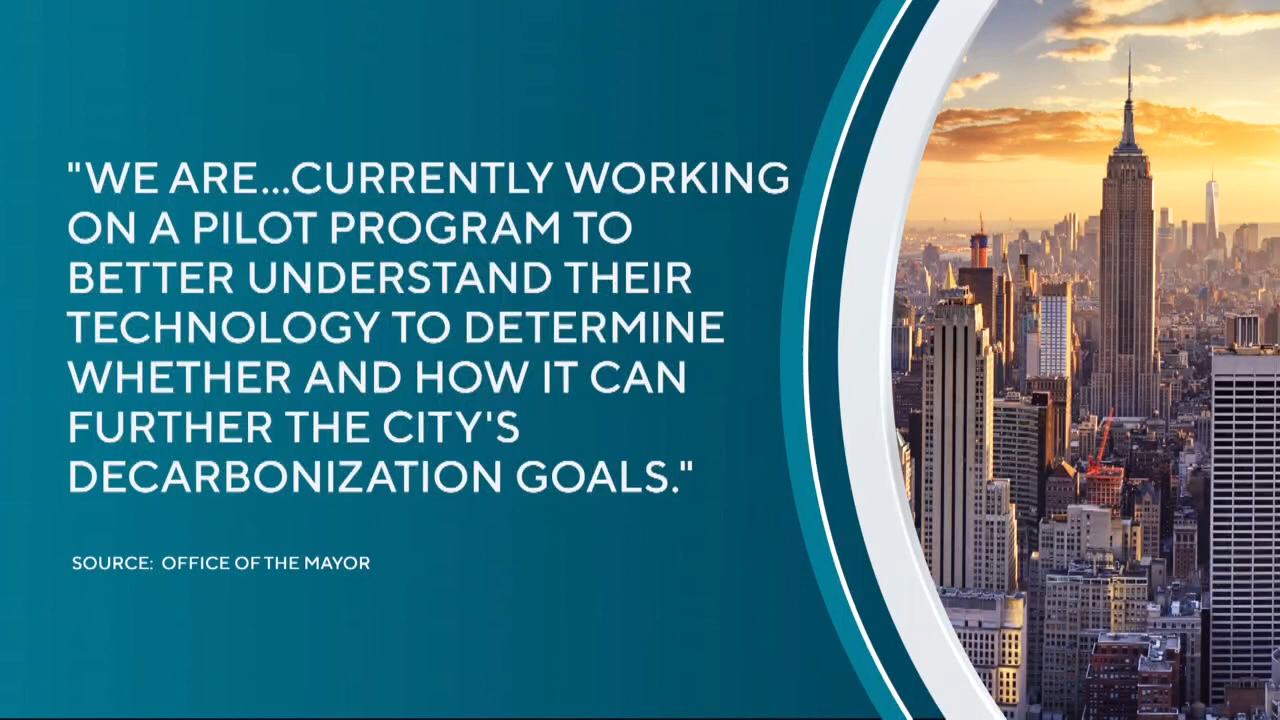 "WE ARE...CURRENTLY WORKING
ON A PILOT PROGRAM TO
BETTER UNDERSTAND THEIR
TECHNOLOGY TO DETERMINE
WHETHER AND HOW IT CAN
FURTHER THE CITY'S
DECARBONIZATION GOALS."
SOURCE: OFFICE OF THE MAYOR